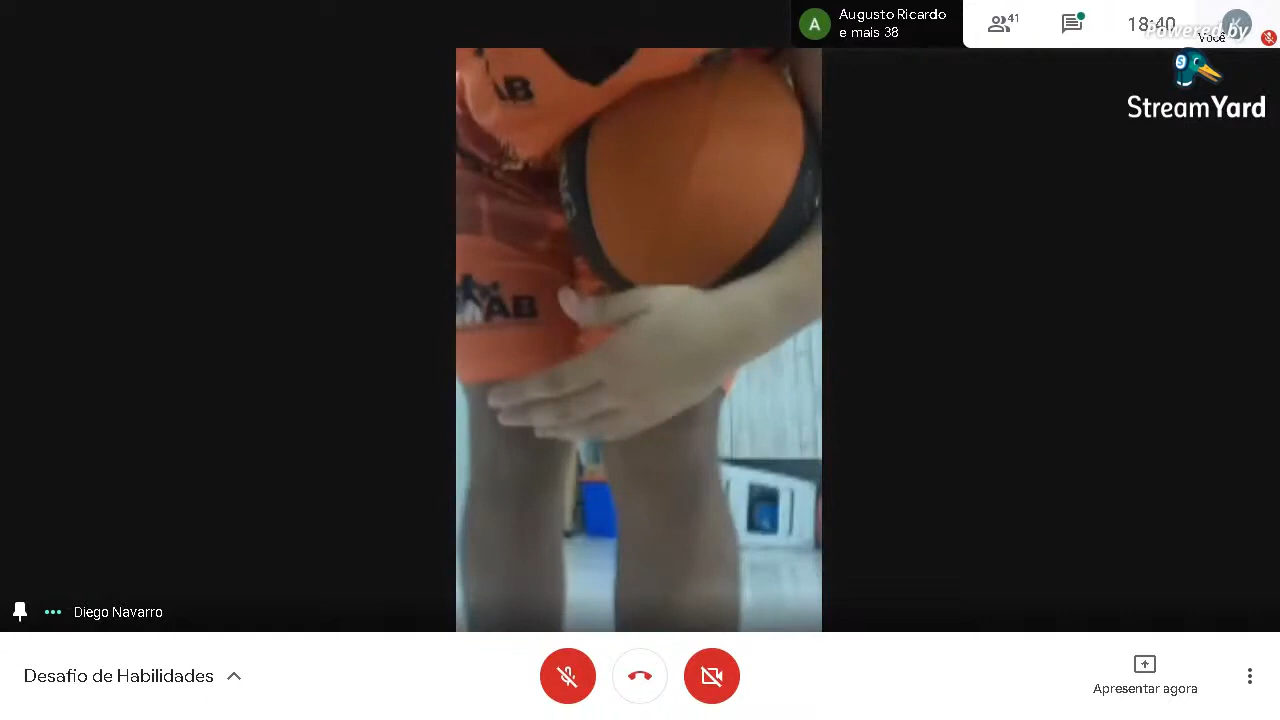 Augusto Ricardo
e mais 38
41
18:40
Powered by
Você
StreamYard
AB
AB
Diego Navarro
Desafio de Habilidades
Apresentar agora